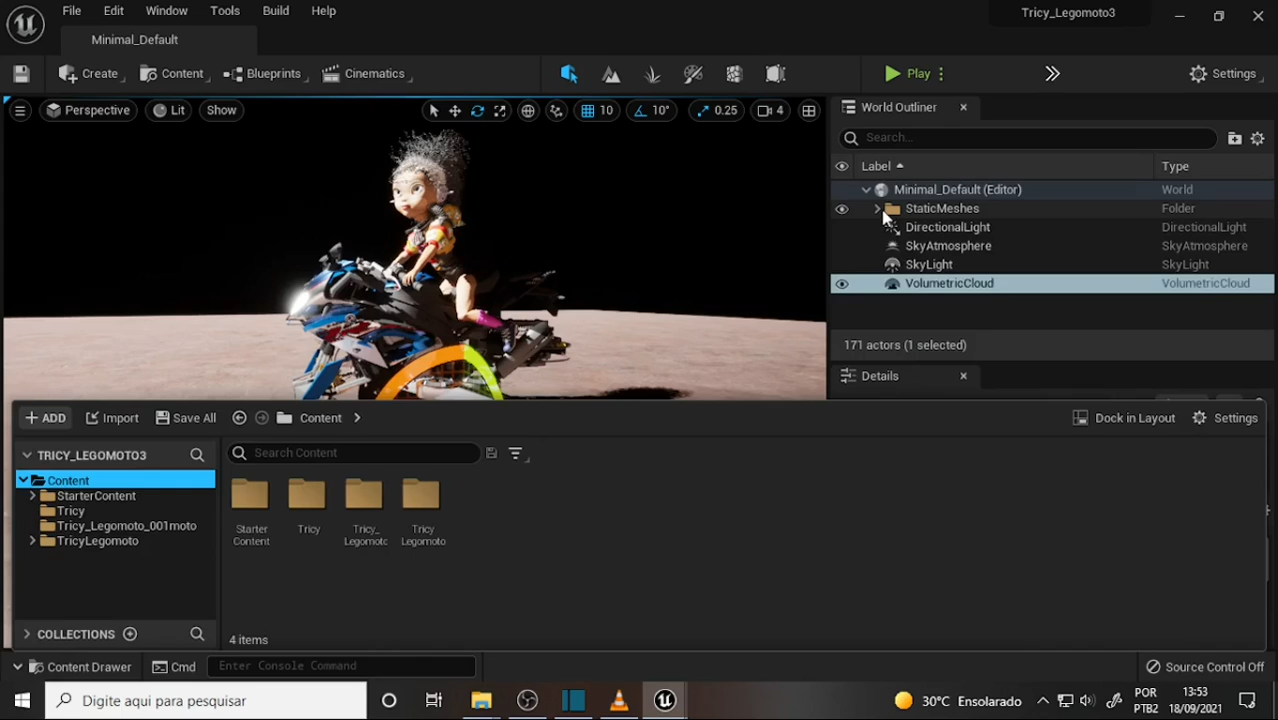 File Edit Window Tools Build Help
Tricy_Legomoto3
Minimal_Default
Create Content Blueprints Cinematics Play Settings
Perspective Lit Show 10 10° 0.25 4
World Outliner
Search...
Label Type
Minimal_Default (Editor) World
StaticMeshes Folder
DirectionalLight DirectionalLight
SkyAtmosphere SkyAtmosphere
SkyLight SkyLight
VolumetricCloud VolumetricCloud
171 actors (1 selected)
Details
ADD Import Save All Content Dock in Layout Settings
TRICY_LEGOMOTO3
Search Content
Content
StarterContent
Tricy
Tricy_Legomoto_001moto
TricyLegomoto
Starter Content
Tricy
Tricy_ Legomoto
Tricy Legomoto
COLLECTIONS
4 items
Content Drawer Cmd Enter Console Command Source Control Off
Digite aqui para pesquisar
30°C Ensolarado
POR
PTB2
13:53
18/09/2021